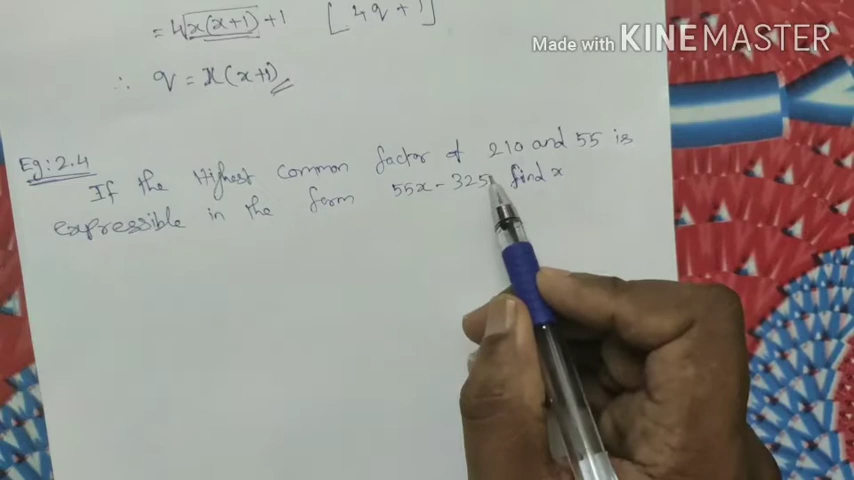 = 4√x(x+1) + 1 [4q + 1]
Made with KINEMASTER
∴ q = x(x+1)
Eg: 2.4
If the Highest common factor of 210 and 55 is
expressible in the form 55x - 325, find x